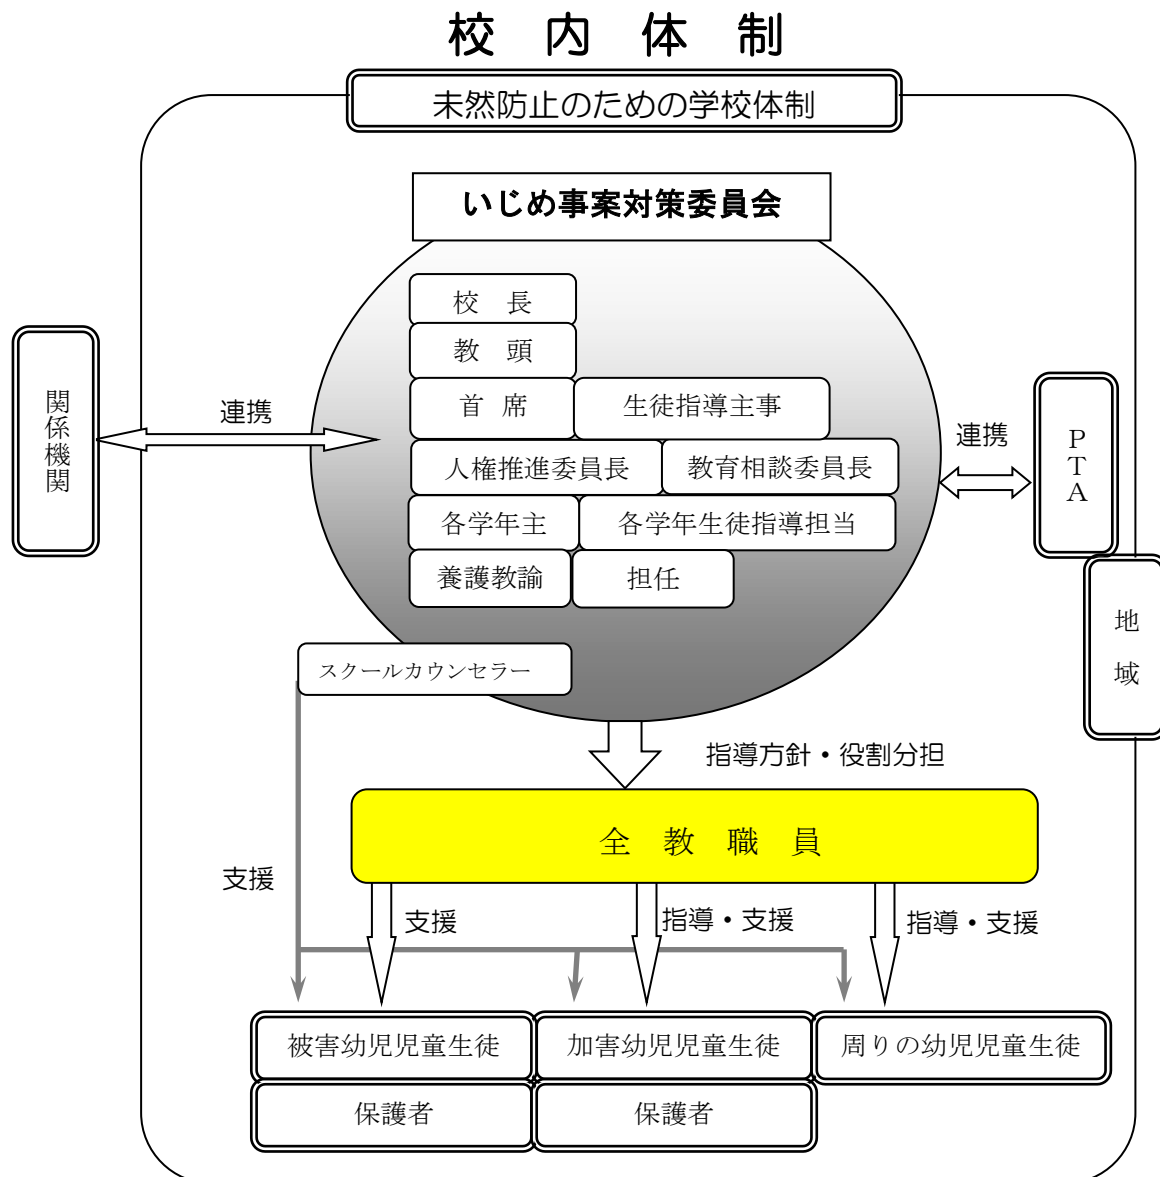 校　内　体　制
未然防止のための学校体制
いじめ事案対策委員会
校　長
教　頭
首　席
生徒指導主事
人権推進委員長
教育相談委員長
各学年主
各学年生徒指導担当
養護教諭
担任
スクールカウンセラー
関係機関
連携
連携
PTA
地域
指導方針・役割分担
全　教　職　員
支援
支援
指導・支援
指導・支援
被害幼児児童生徒
加害幼児児童生徒
周りの幼児児童生徒
保護者
保護者